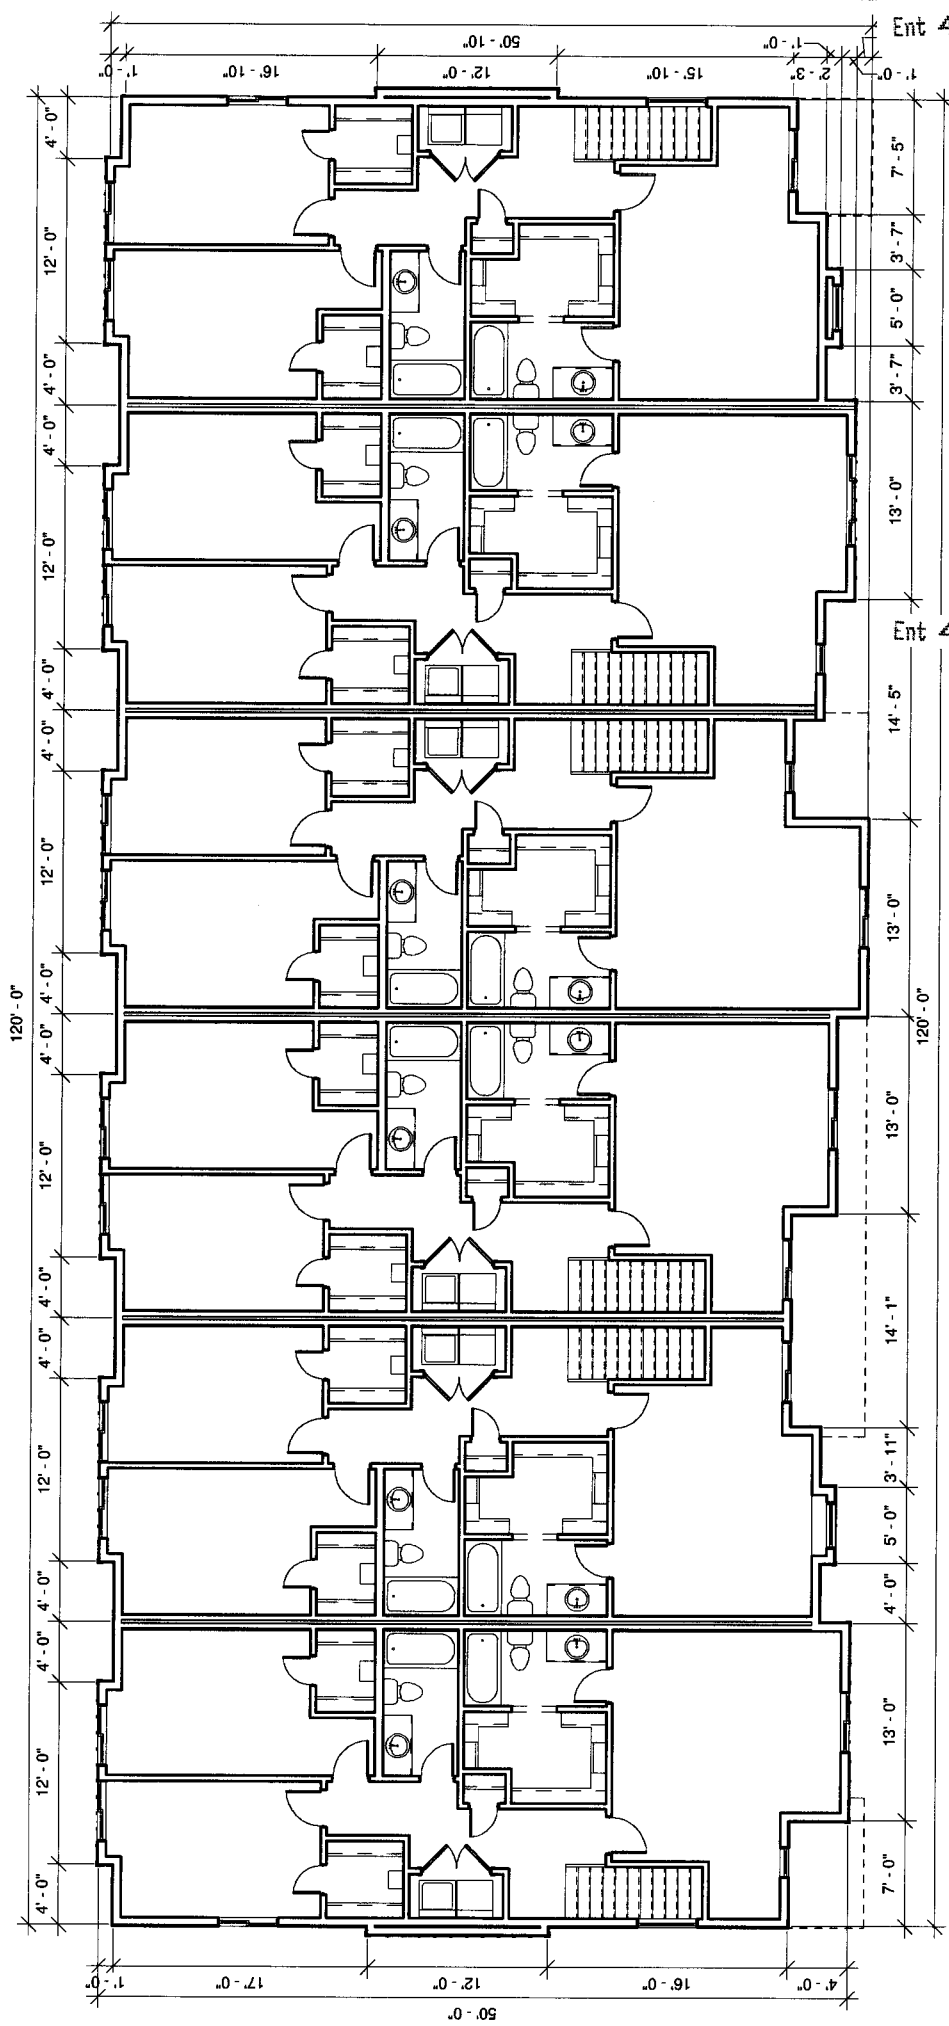 Ent 4
50' - 10"
1' - 0"
16' - 10"
12' - 0"
15' - 10"
2' - 3"
1' - 0"
1' - 0"
120' - 0"
4' - 0"
12' - 0"
4' - 0"
4' - 0"
12' - 0"
4' - 0"
4' - 0"
12' - 0"
4' - 0"
4' - 0"
12' - 0"
4' - 0"
4' - 0"
12' - 0"
4' - 0"
4' - 0"
12' - 0"
4' - 0"
7' - 5"
3' - 7"
5' - 0"
3' - 7"
13' - 0"
Ent 4
14' - 5"
13' - 0"
120' - 0"
13' - 0"
14' - 1"
3' - 11"
5' - 0"
4' - 0"
13' - 0"
7' - 0"
1' - 0"
17' - 0"
12' - 0"
16' - 0"
4' - 0"
50' - 0"